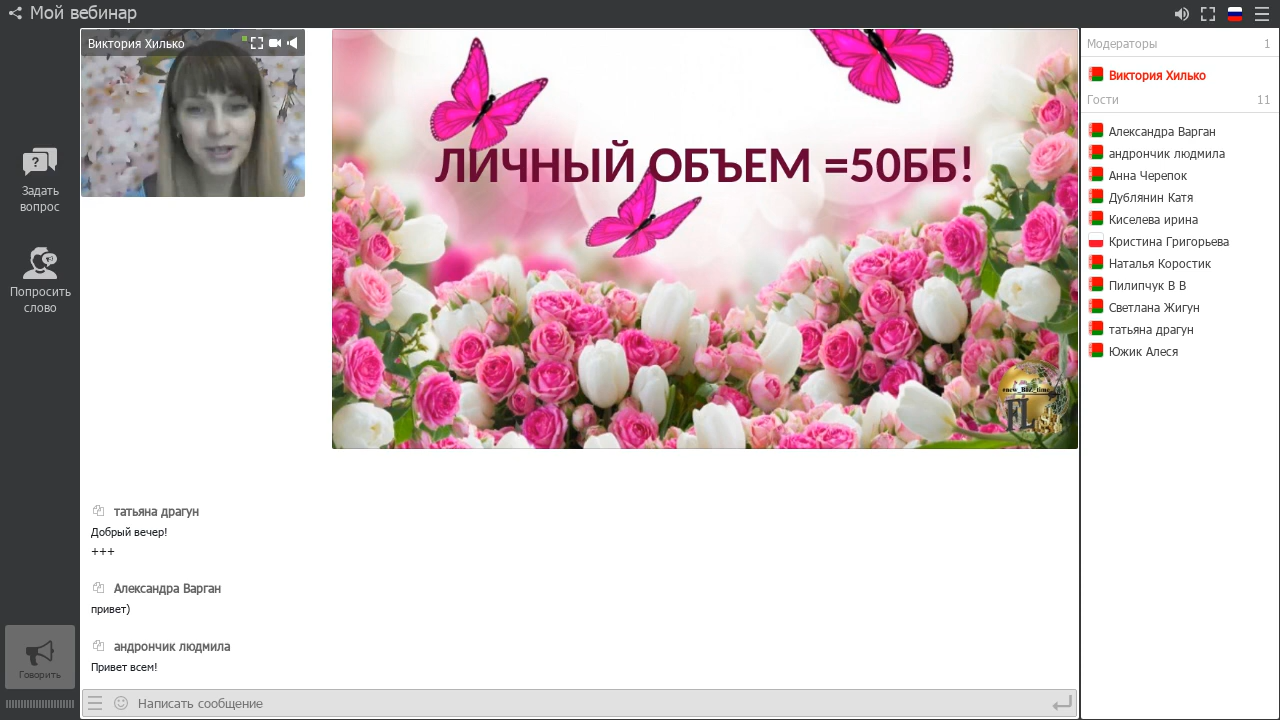 Мой вебинар
Виктория Хилько
ЛИЧНЫЙ ОБЪЕМ =50ББ!
Задать
вопрос
Попросить
слово
Говорить
татьяна драгун
Добрый вечер!
+++
Александра Варган
привет)
андрончик людмила
Привет всем!
Написать сообщение
Модераторы 1
Виктория Хилько
Гости 11
Александра Варган
андрончик людмила
Анна Черепок
Дублянин Катя
Киселева ирина
Кристина Григорьева
Наталья Коростик
Пилипчук В В
Светлана Жигун
татьяна драгун
Южик Алеся